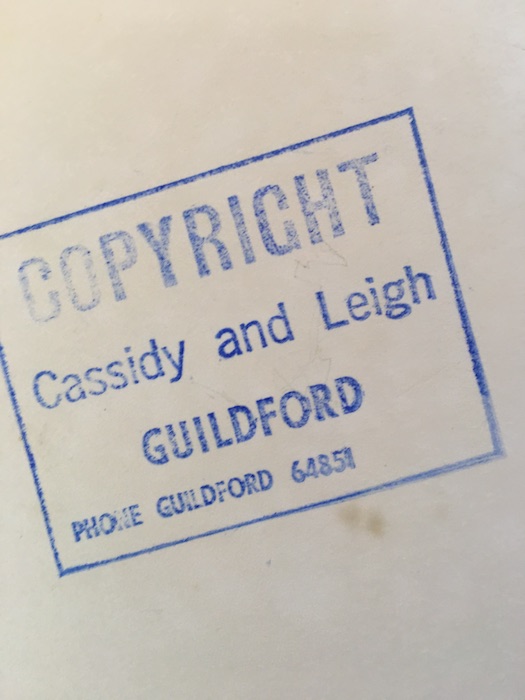 COPYRIGHT
Cassidy and Leigh
GUILDFORD
PHONE GUILDFORD 64851